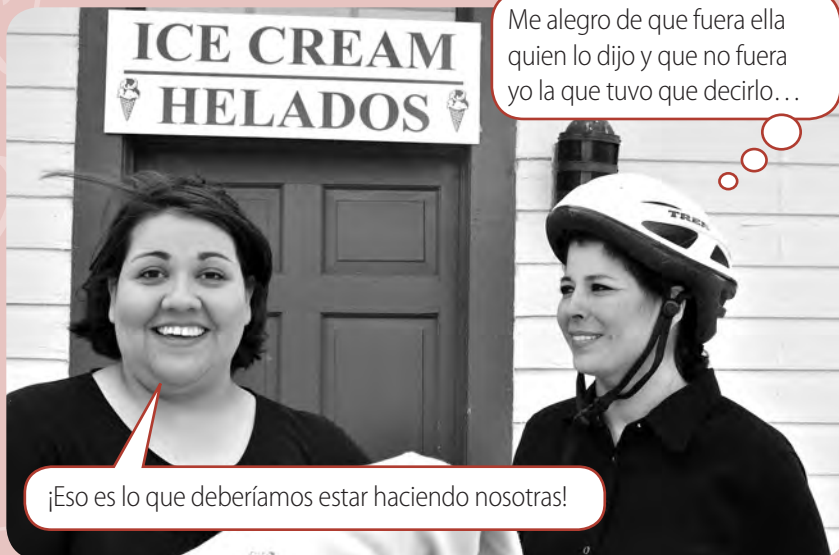 ICE CREAM
HELADOS
Me alegro de que fuera ella
quien lo dijo y que no fuera
yo la que tuvo que decirlo…
TREK
¡Eso es lo que deberíamos estar haciendo nosotras!